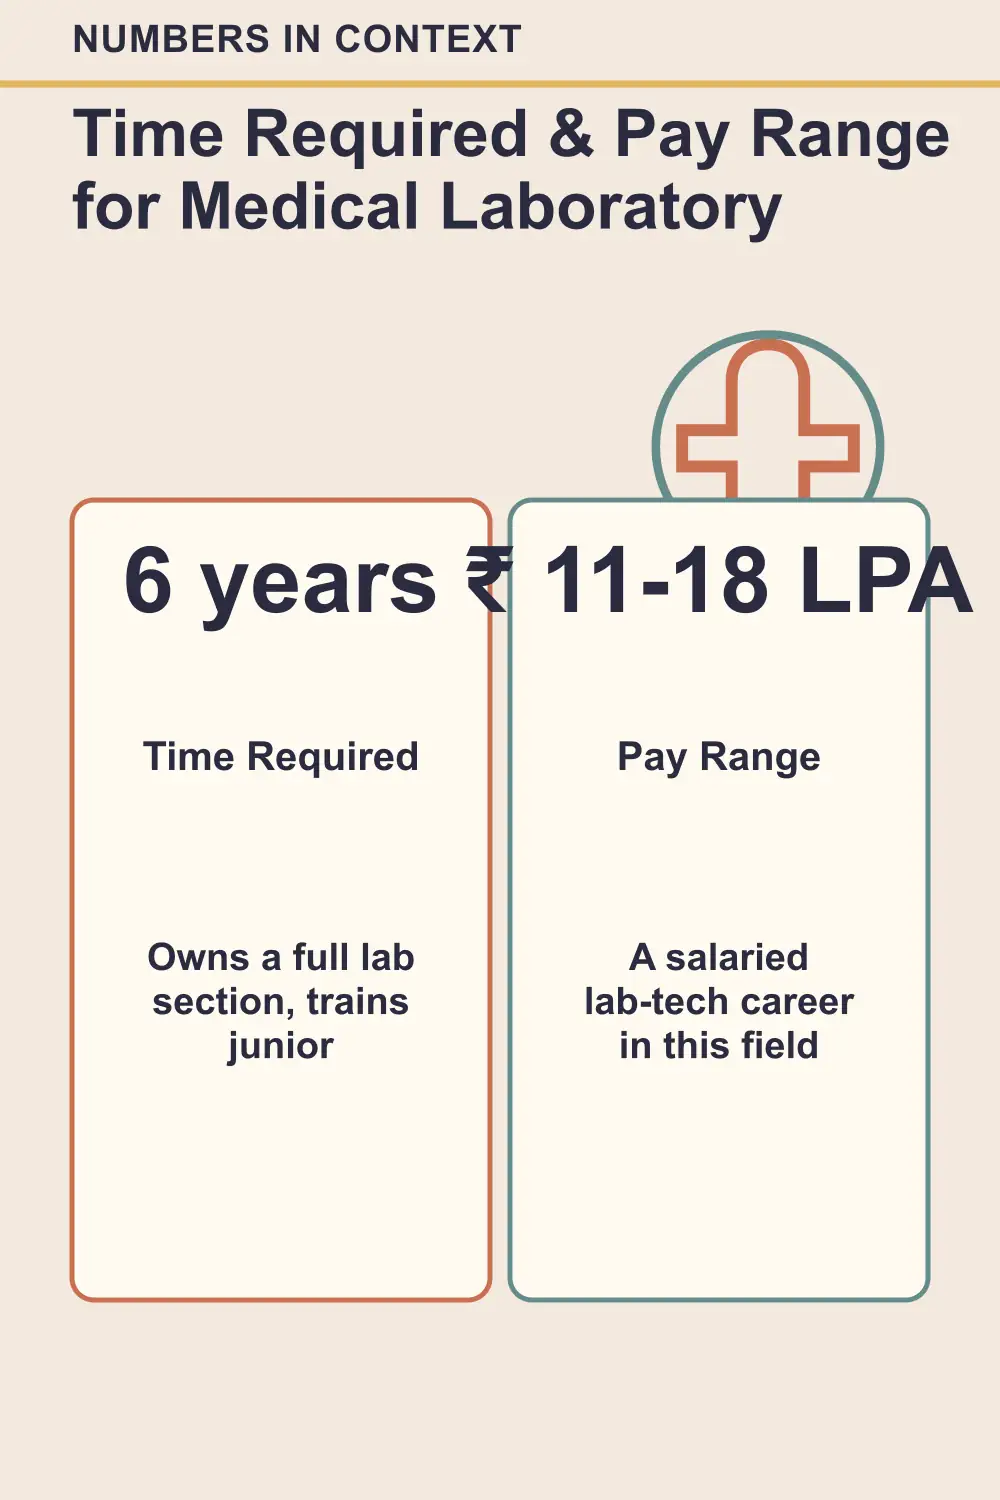 NUMBERS IN CONTEXT
Time Required & Pay Range
for Medical Laboratory
6 years
₹ 11-18 LPA
Time Required
Pay Range
Owns a full lab
section, trains
junior
A salaried
lab-tech career
in this field